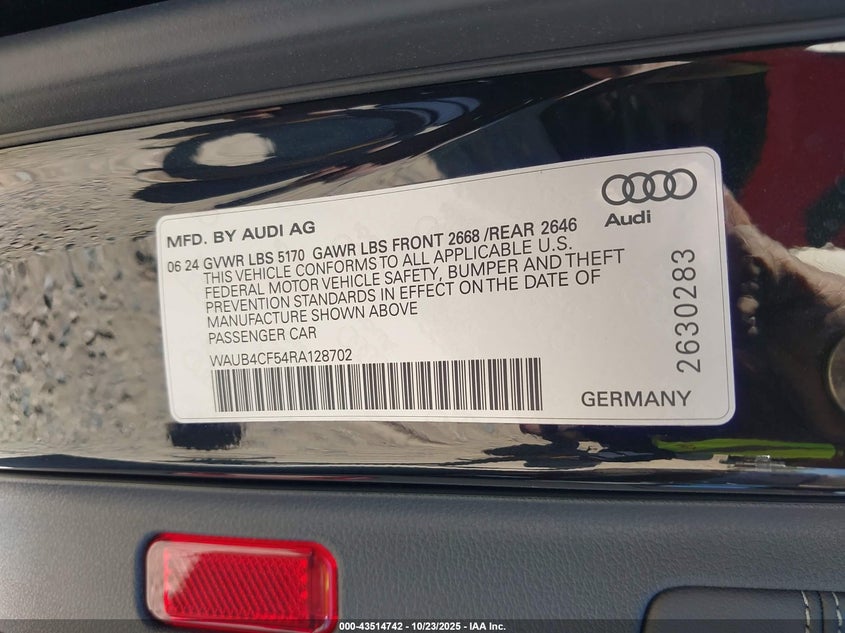 Audi
MFD. BY AUDI AG
06 24 GVWR LBS 5170 GAWR LBS FRONT 2668 /REAR 2646
THIS VEHICLE CONFORMS TO ALL APPLICABLE U.S.
FEDERAL MOTOR VEHICLE SAFETY, BUMPER AND THEFT
PREVENTION STANDARDS IN EFFECT ON THE DATE OF
MANUFACTURE SHOWN ABOVE
PASSENGER CAR
WAUB4CF54RA128702
GERMANY
2630283
000-43514742 - 10/23/2025 - IAA Inc.